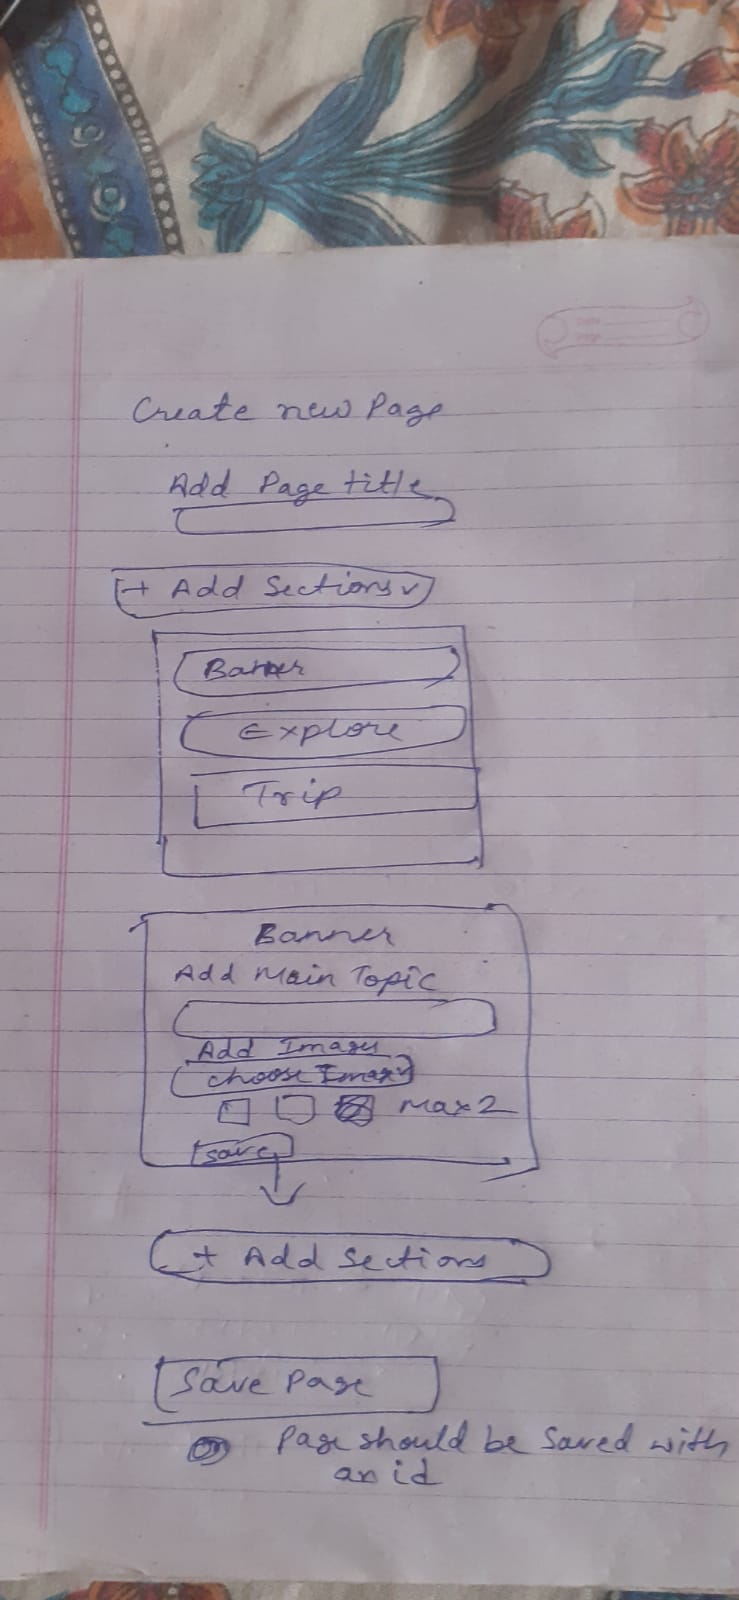 Create new Page
Add Page title
+ Add Sections
Banner
Explore
Trip
Banner
Add Main Topic
Add Images
Choose Image
Max 2
Save
+ Add Sections
Save Page
Page should be Saved with
an id